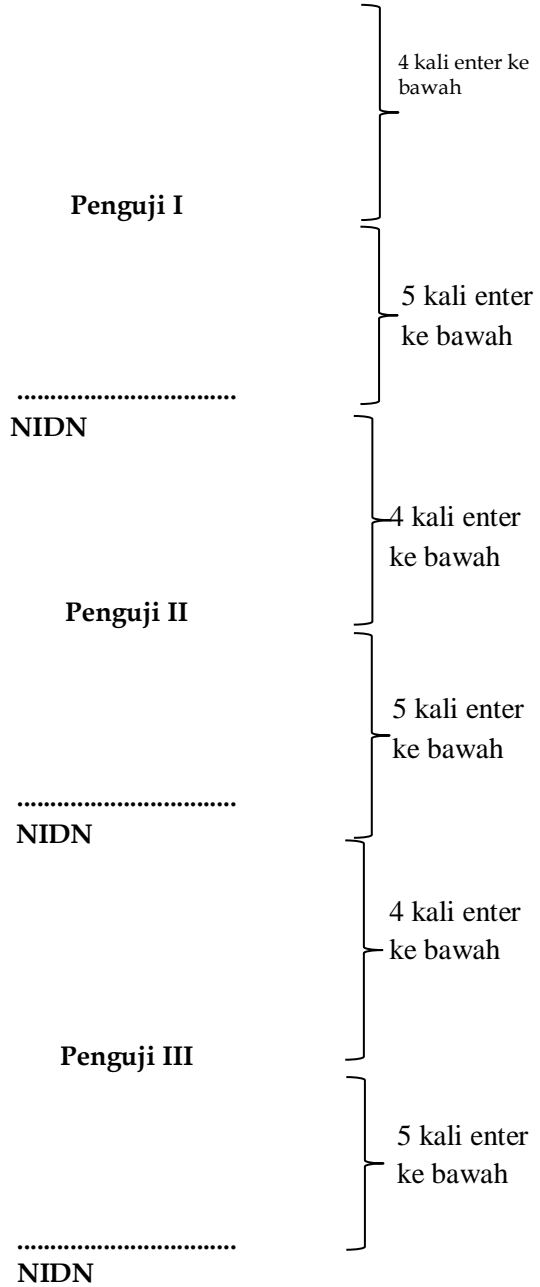 4 kali enter ke
bawah
Penguji I
5 kali enter
ke bawah
.................................
NIDN
4 kali enter
ke bawah
Penguji II
5 kali enter
ke bawah
.................................
NIDN
4 kali enter
ke bawah
Penguji III
5 kali enter
ke bawah
.................................
NIDN